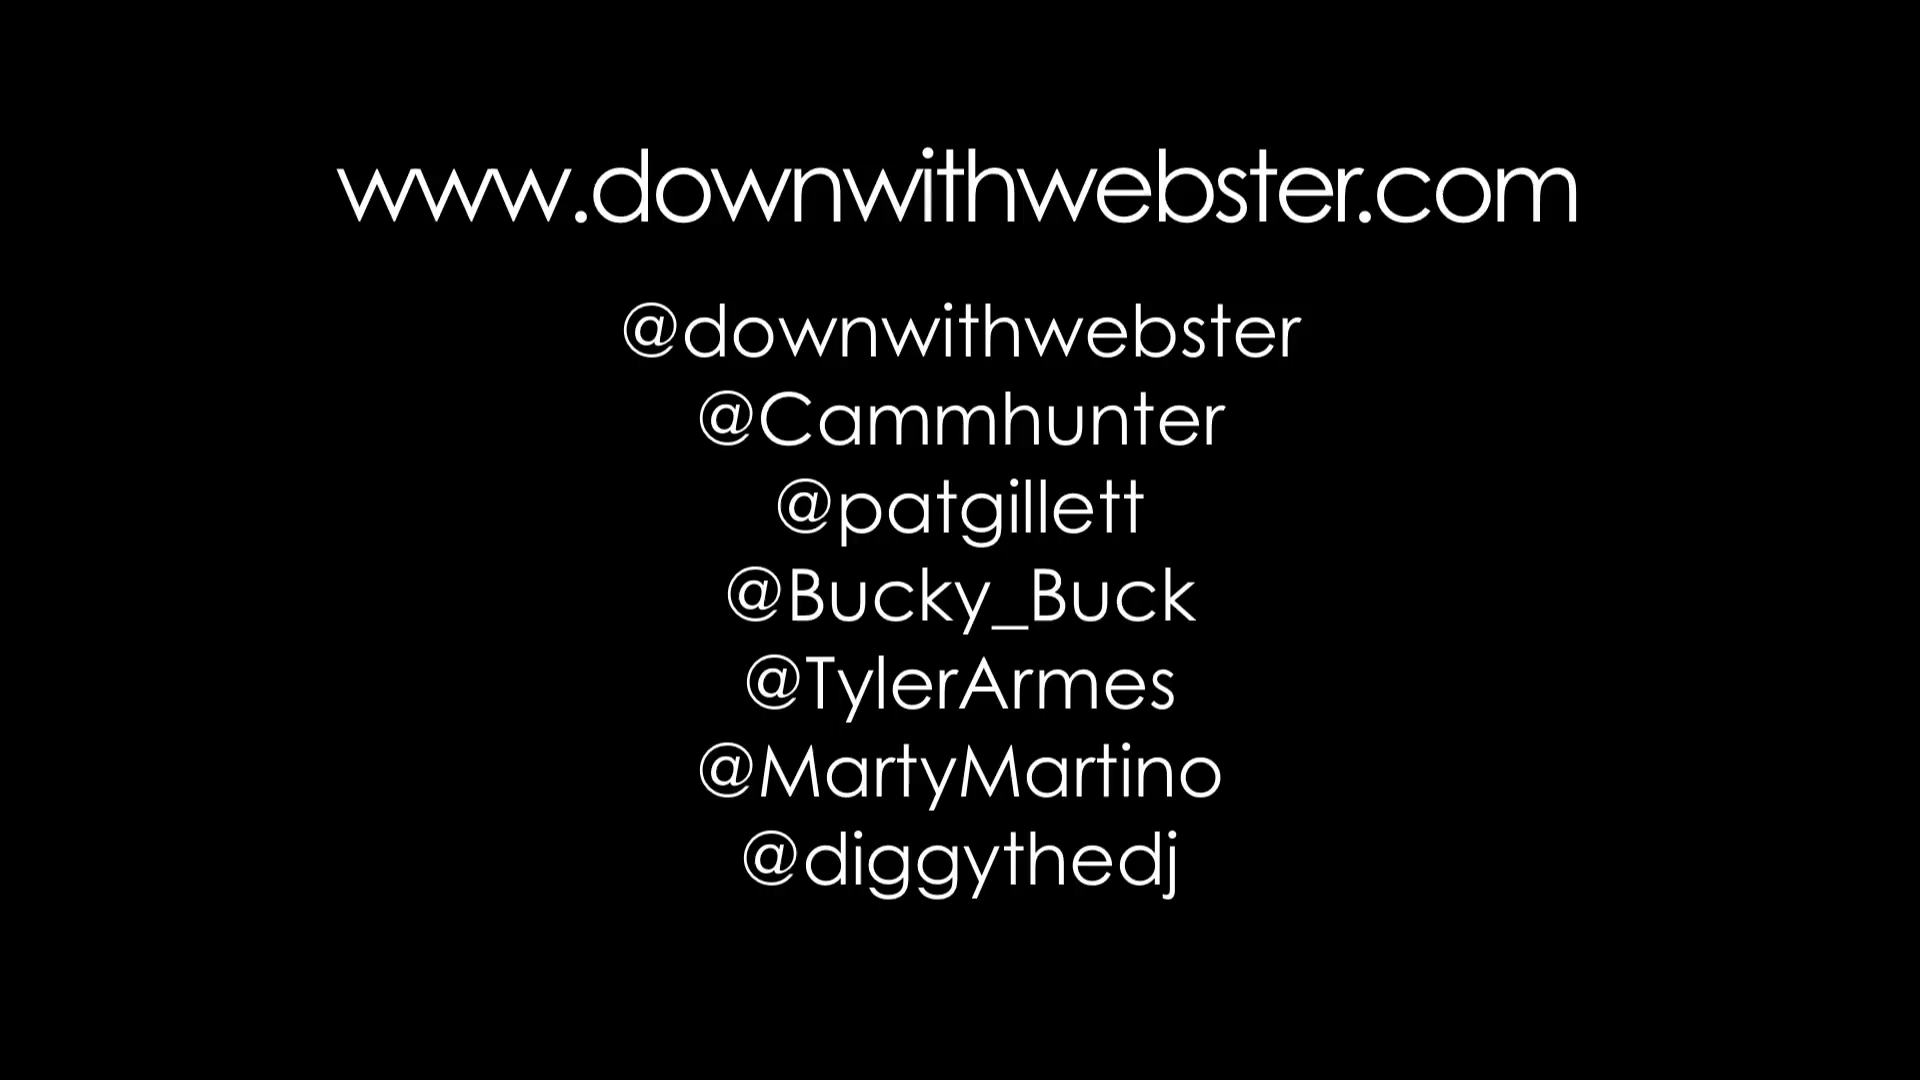 www.downwithwebster.com
@downwithwebster
@Cammhunter
@patgillett
@Bucky_Buck
@TylerArmes
@MartyMartino
@diggythedj